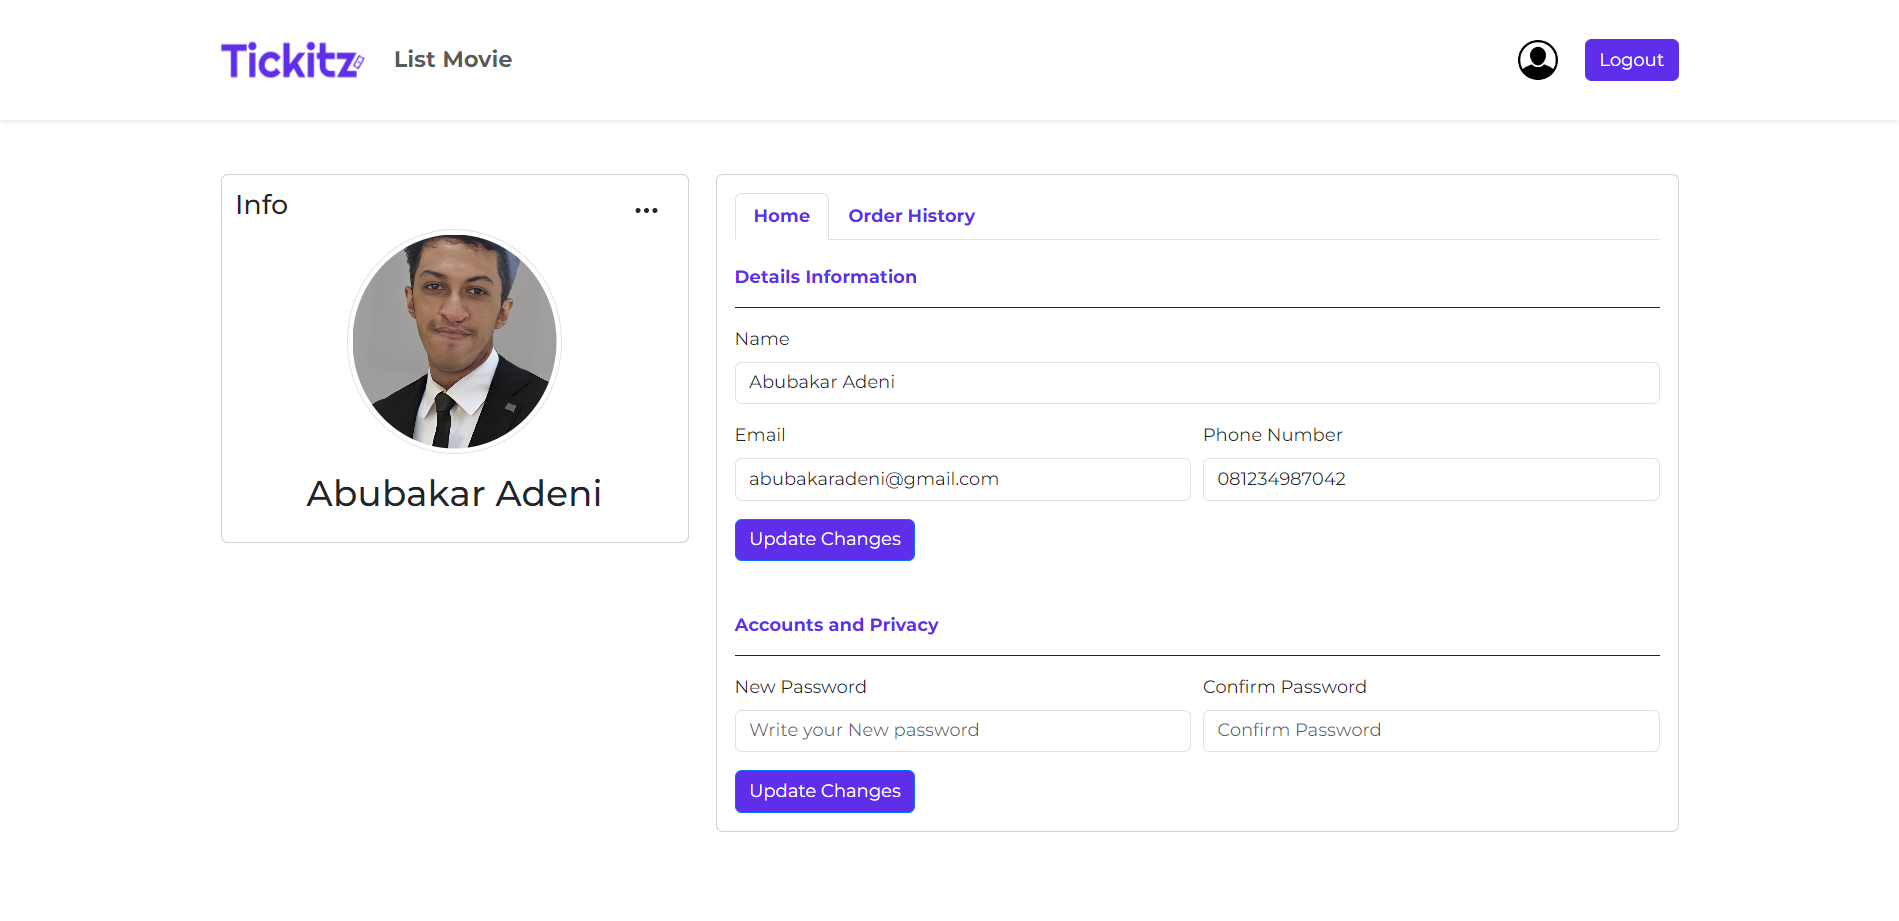 Tickitz
List Movie
Logout
Info
...
Abubakar Adeni
Home
Order History
Details Information
Name
Abubakar Adeni
Email
Phone Number
abubakaradeni@gmail.com
081234987042
Update Changes
Accounts and Privacy
New Password
Confirm Password
Write your New password
Confirm Password
Update Changes